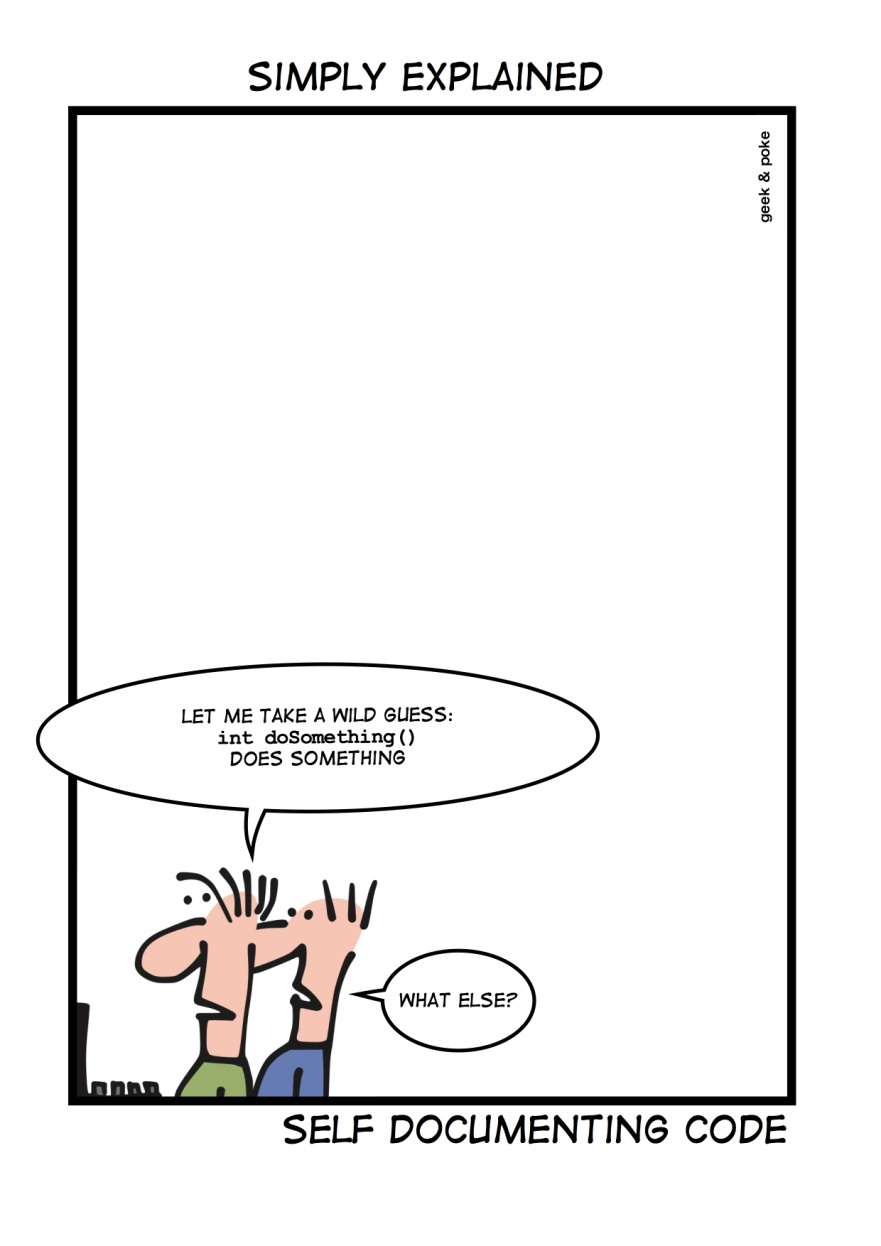 SIMPLY EXPLAINED
geek & poke
LET ME TAKE A WILD GUESS:
int doSomething()
DOES SOMETHING
WHAT ELSE?
SELF DOCUMENTING CODE